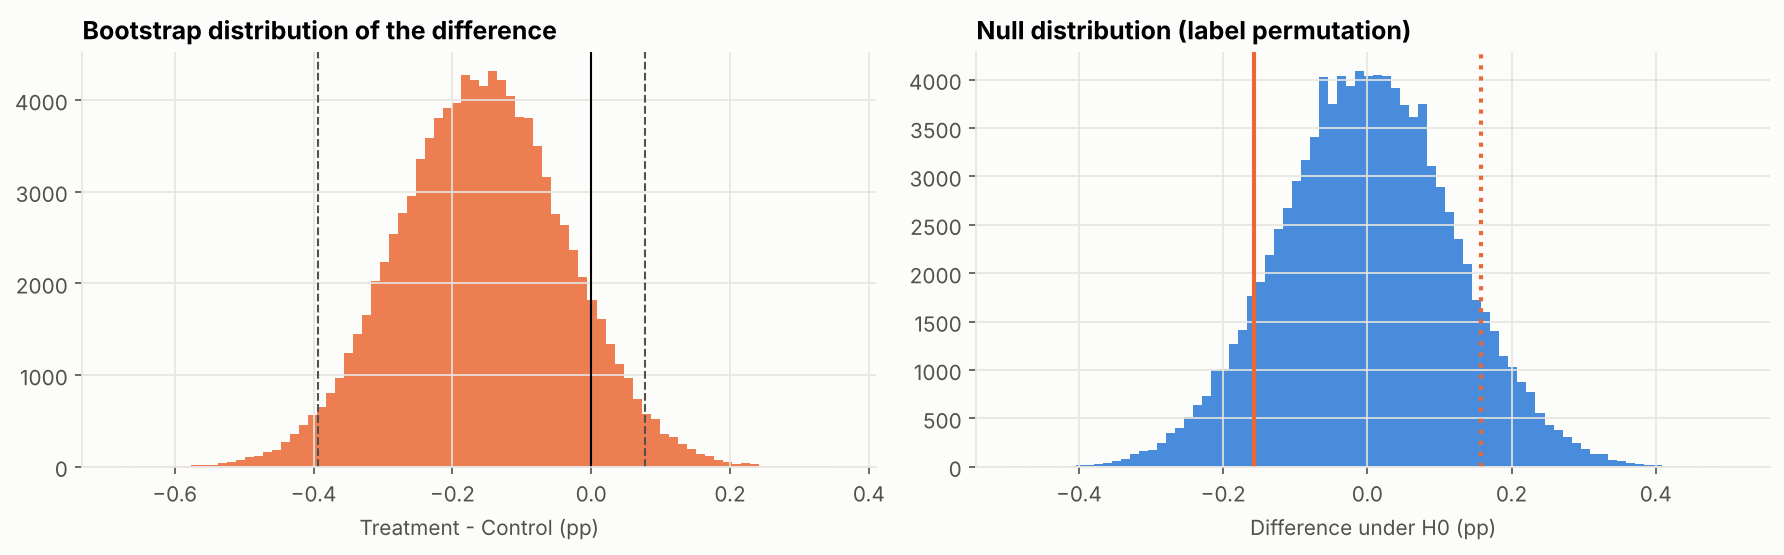 Bootstrap distribution of the difference
4000
3000
2000
1000
0
−0.6 −0.4 −0.2 0.0 0.2 0.4
Treatment - Control (pp)
Null distribution (label permutation)
4000
3500
3000
2500
2000
1500
1000
500
0
−0.4 −0.2 0.0 0.2 0.4
Difference under H0 (pp)